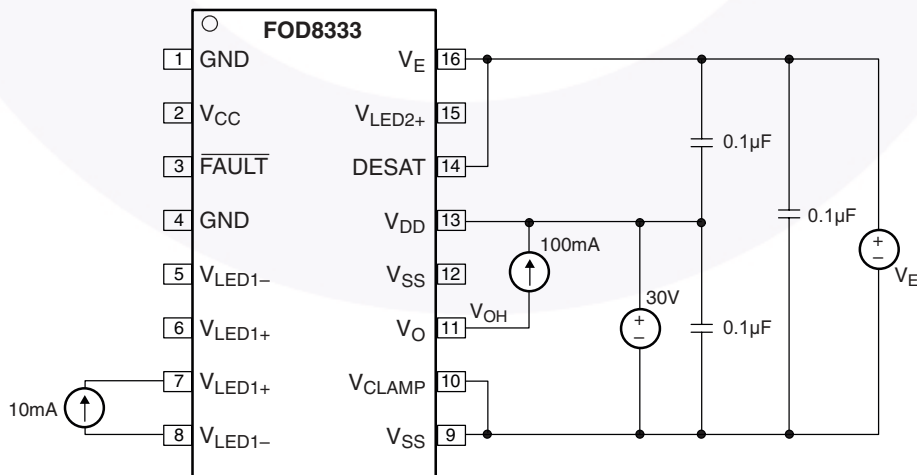 FOD8333
1 GND
2 VCC
3 FAULT
4 GND
5 VLED1–
6 VLED1+
7 VLED1+
8 VLED1–
VE 16
VLED2+ 15
DESAT 14
VDD 13
VSS 12
VO 11
VCLAMP 10
VSS 9
10mA
VOH
100mA
30V
+
–
0.1µF
0.1µF
0.1µF
+
–
VE